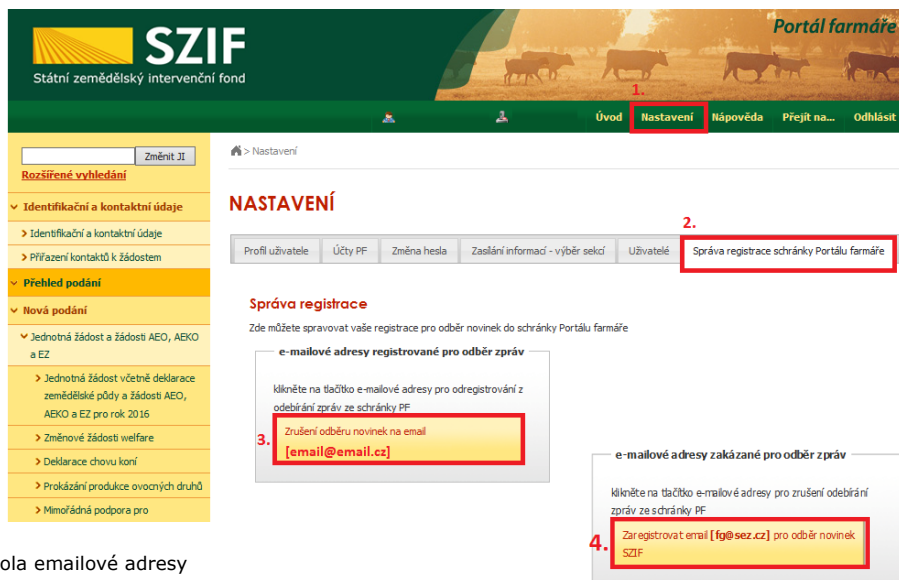 SZIF
Státní zemědělský intervenční fond
Portál farmáře
1.
Úvod Nastavení Nápověda Přejít na... Odhlásit
Změnit JI
Rozšířené vyhledání
Identifikační a kontaktní údaje
Identifikační a kontaktní údaje
Přiřazení kontaktů k žádostem
Přehled podání
Nová podání
Jednotná žádost a žádosti AEO, AEKO
a EZ
Jednotná žádost včetně deklarace
zemědělské půdy a žádosti AEO,
AEKO a EZ pro rok 2016
Změnové žádosti welfare
Deklarace chovu koní
Prokázání produkce ovocných druhů
Mimořádná podpora pro
> Nastavení
NASTAVENÍ
2.
Profil uživatele Účty PF Změna hesla Zasílání informací - výběr sekcí Uživatelé Správa registrace schránky Portálu farmáře
Správa registrace
Zde můžete spravovat vaše registrace pro odběr novinek do schránky Portálu farmáře
e-mailové adresy registrované pro odběr zpráv
klikněte na tlačítko e-mailové adresy pro odregistrování z
odebírání zpráv ze schránky PF
3.
Zrušení odběru novinek na email
[email@email.cz]
e-mailové adresy zakázané pro odběr zpráv
klikněte na tlačítko e-mailové adresy pro zrušení odebírání
zpráv ze schránky PF
4.
Zaregistrovat email [fg@sez.cz] pro odběr novinek
SZIF
ola emailové adresy